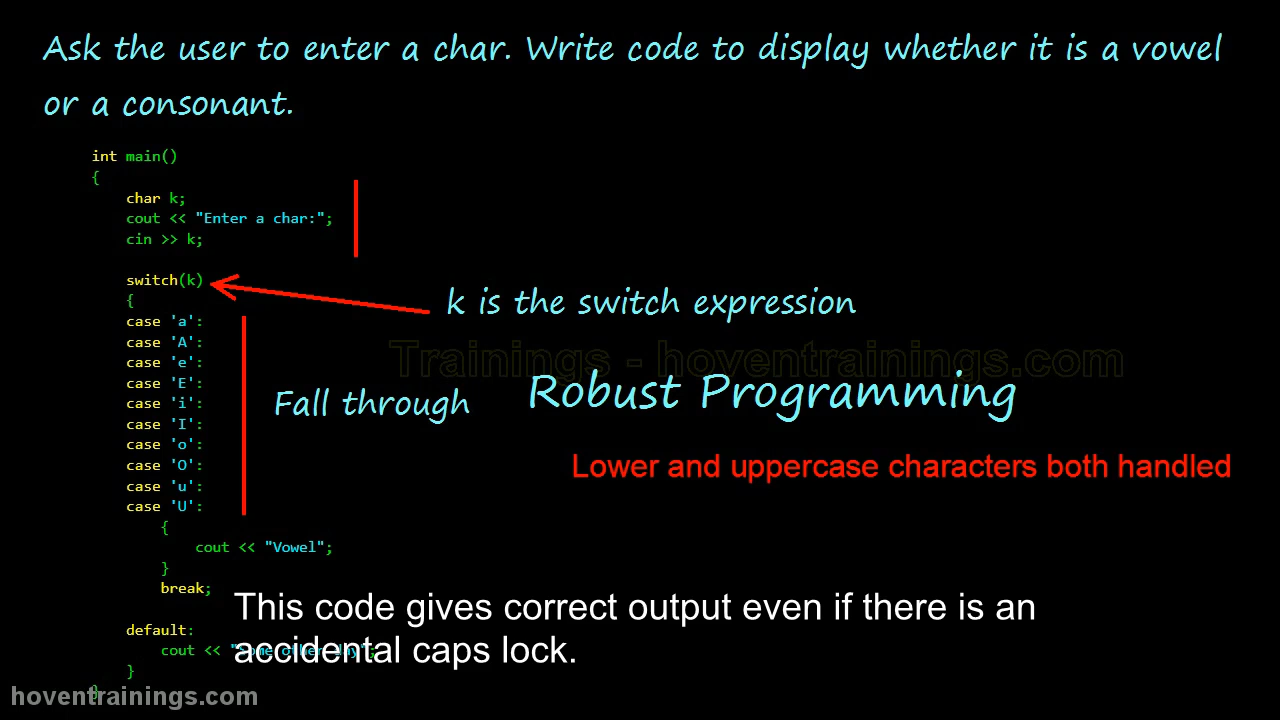 Ask the user to enter a char. Write code to display whether it is a vowel
or a consonant.
int main()
{
char k;
cout << "Enter a char:";
cin >> k;
switch(k)
{
k is the switch expression
case 'a':
case 'A':
case 'e':
case 'E':
case 'i':
case 'I':
case 'o':
case 'O':
case 'u':
case 'U':
Trainings - hoventrainings.com
Fall through
Robust Programming
Lower and uppercase characters both handled
{
cout << "Vowel";
}
break;
This code gives correct output even if there is an
accidental caps lock.
default:
cout <<
}
}
hoventrainings.com